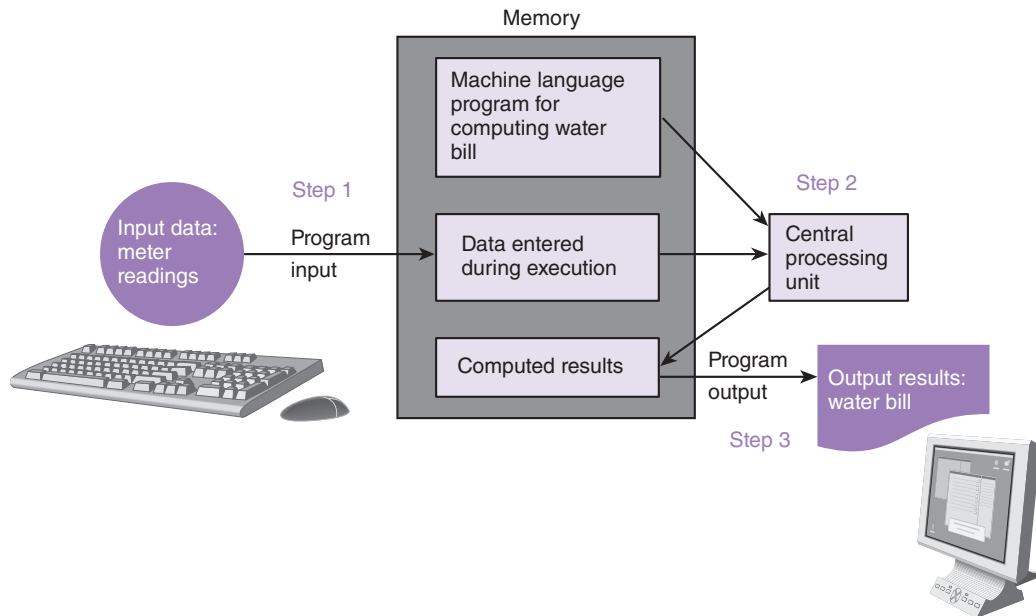 Memory
Machine language
program for
computing water
bill
Step 1
Step 2
Input data:
meter
readings
Program
input
Data entered
during execution
Central
processing
unit
Computed results
Program
output
Output results:
water bill
Step 3